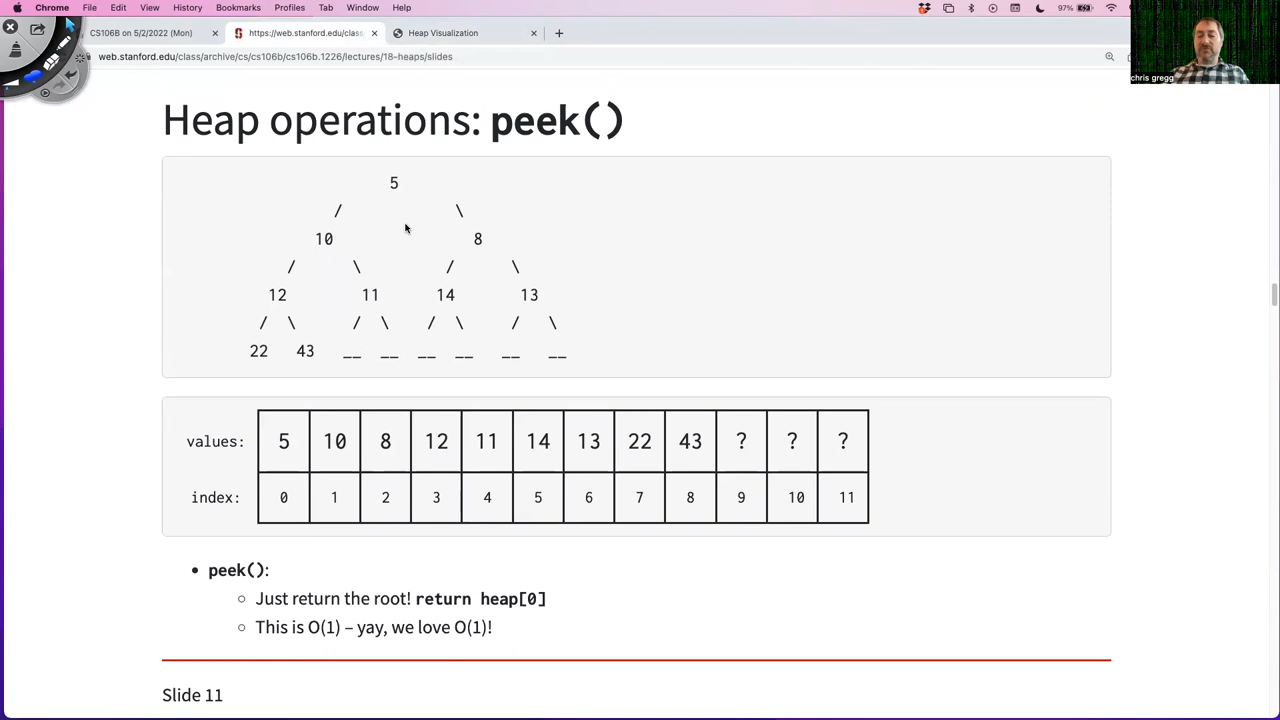 Chrome File Edit View History Bookmarks Profiles Tab Window Help 97%
CS106B on 5/2/2022 (Mon) https://web.stanford.edu/class Heap Visualization
web.stanford.edu/class/archive/cs/cs106b/cs106b.1226/lectures/18-heaps/slides
chris gregg
Heap operations: peek()
5
/ \
10 8
/ \ / \
12 11 14 13
/ \ / \ / \ / \
22 43 __ __ __ __ __ __
values: 5 10 8 12 11 14 13 22 43 ? ? ?
index: 0 1 2 3 4 5 6 7 8 9 10 11
• peek():
○ Just return the root! return heap[0]
○ This is O(1) – yay, we love O(1)!
Slide 11